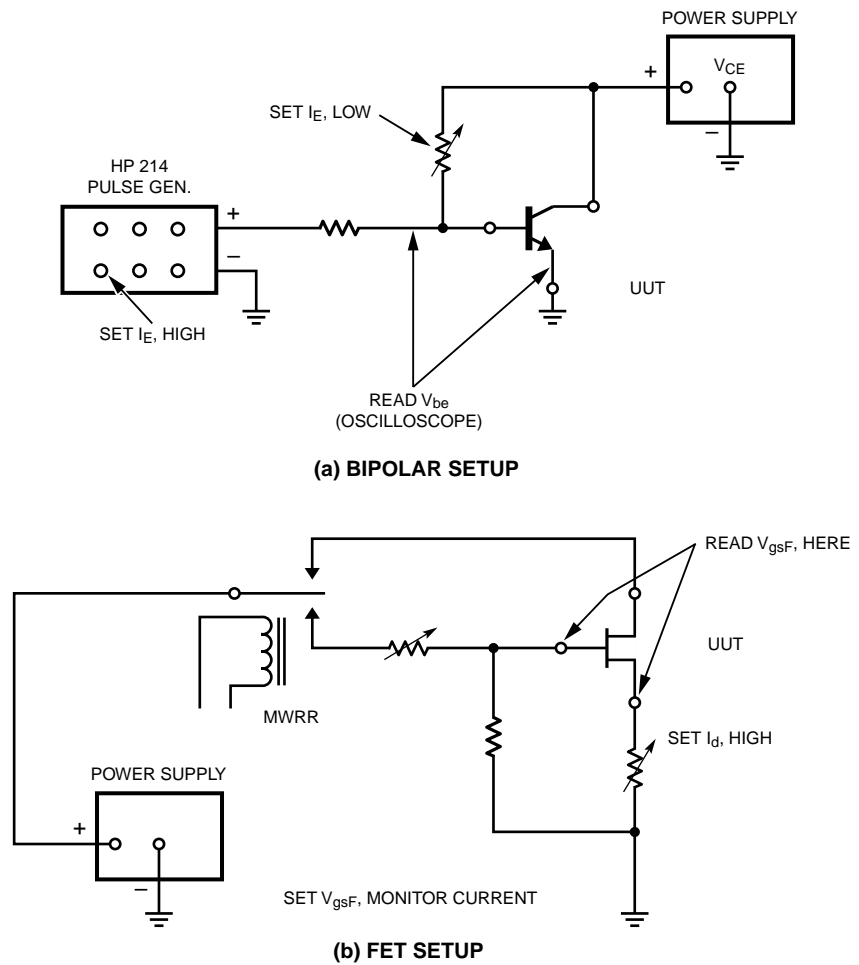 POWER SUPPLY
+
V_CE
–
SET I_E, LOW
HP 214
PULSE GEN.
+
–
SET I_E, HIGH
UUT
READ V_be
(OSCILLOSCOPE)
(a) BIPOLAR SETUP
READ V_gsF, HERE
UUT
MWRR
SET I_d, HIGH
POWER SUPPLY
+
–
SET V_gsF, MONITOR CURRENT
(b) FET SETUP